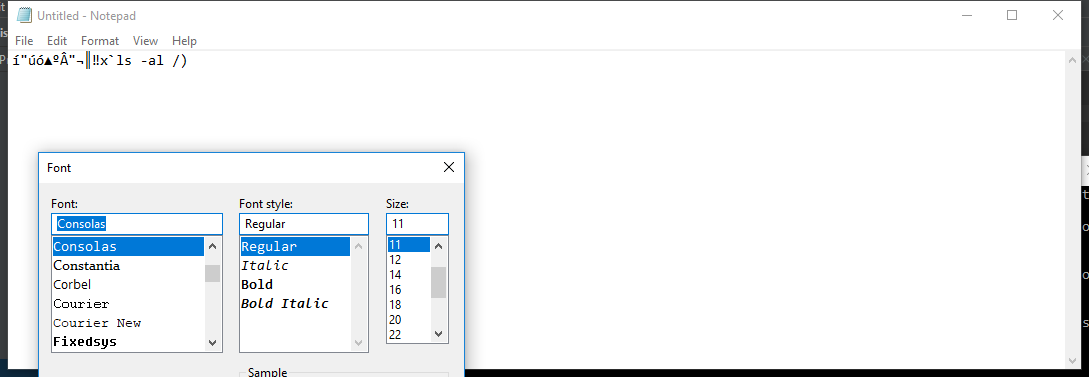 Untitled - Notepad
File Edit Format View Help
í"úó▲ºÂ"¬║‼x`ls -al /)
Font
Font: Font style: Size:
Consolas Regular 11
Consolas Regular 11
Constantia Italic 12
Corbel Bold 14
Courier Bold Italic 16
Courier New 18
Fixedsys 20
22
Sample